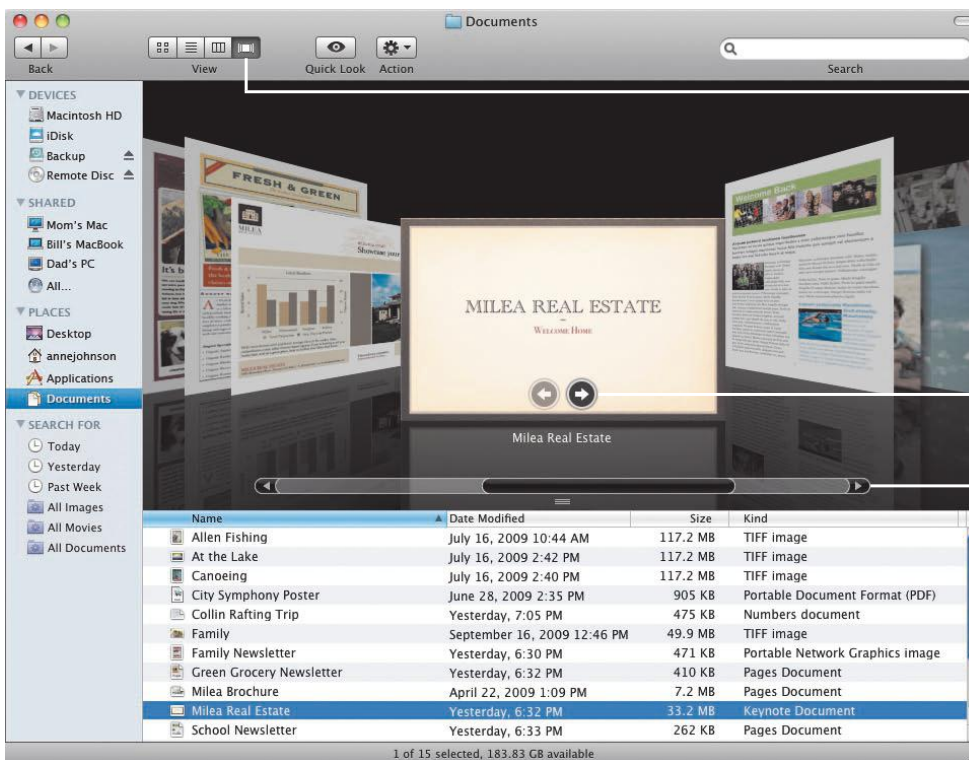 Documents
Back
View
Quick Look
Action
Search
DEVICES
Macintosh HD
iDisk
Backup
Remote Disc
SHARED
Mom's Mac
Bill's MacBook
Dad's PC
All...
PLACES
Desktop
annejohnson
Applications
Documents
SEARCH FOR
Today
Yesterday
Past Week
All Images
All Movies
All Documents
FRESH & GREEN
MILEA
MILEA REAL ESTATE
WELCOME HOME
Welcome Back
Milea Real Estate
Name Date Modified Size Kind
Allen Fishing July 16, 2009 10:44 AM 117.2 MB TIFF image
At the Lake July 16, 2009 2:42 PM 117.2 MB TIFF image
Canoeing July 16, 2009 2:40 PM 117.2 MB TIFF image
City Symphony Poster June 28, 2009 2:35 PM 905 KB Portable Document Format (PDF)
Collin Rafting Trip Yesterday, 7:05 PM 475 KB Numbers document
Family September 16, 2009 12:46 PM 49.9 MB TIFF image
Family Newsletter Yesterday, 6:30 PM 471 KB Portable Network Graphics image
Green Grocery Newsletter Yesterday, 6:32 PM 410 KB Pages Document
Milea Brochure April 22, 2009 1:09 PM 7.2 MB Pages Document
Milea Real Estate Yesterday, 6:32 PM 33.2 MB Keynote Document
School Newsletter Yesterday, 6:33 PM 262 KB Pages Document
1 of 15 selected, 183.83 GB available